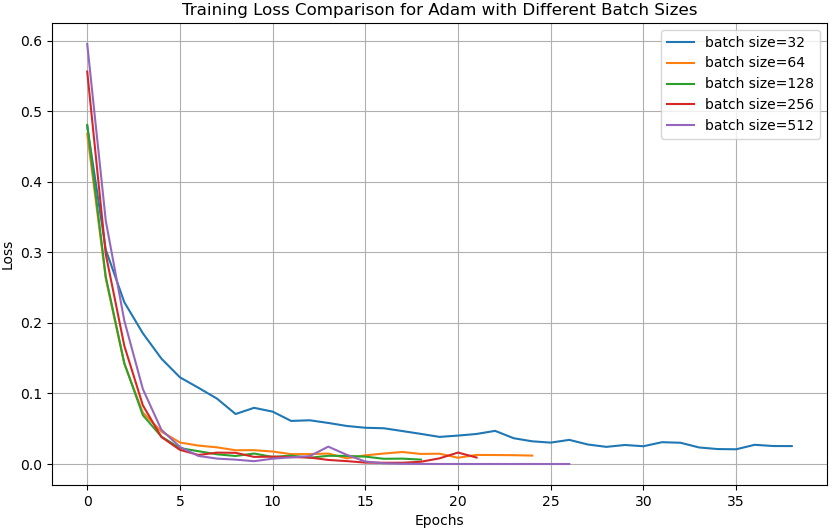 Training Loss Comparison for Adam with Different Batch Sizes
batch size=32
batch size=64
batch size=128
batch size=256
batch size=512
Loss
0.6
0.5
0.4
0.3
0.2
0.1
0.0
0 5 10 15 20 25 30 35
Epochs